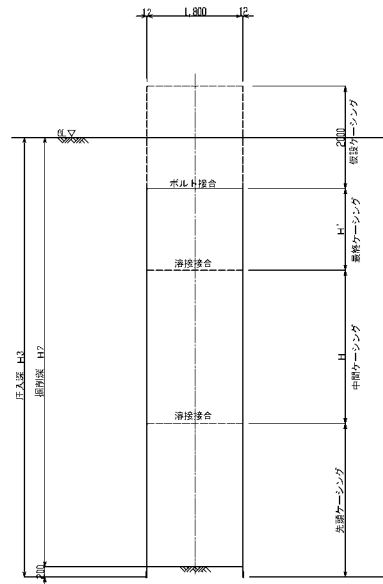 12 1,800 12
GL
2000
仮設ケーシング
ボルト接合
H'
最終ケーシング
溶接接合
圧入深 H3
掘削深 H2
H
中間ケーシング
溶接接合
先頭ケーシング
200